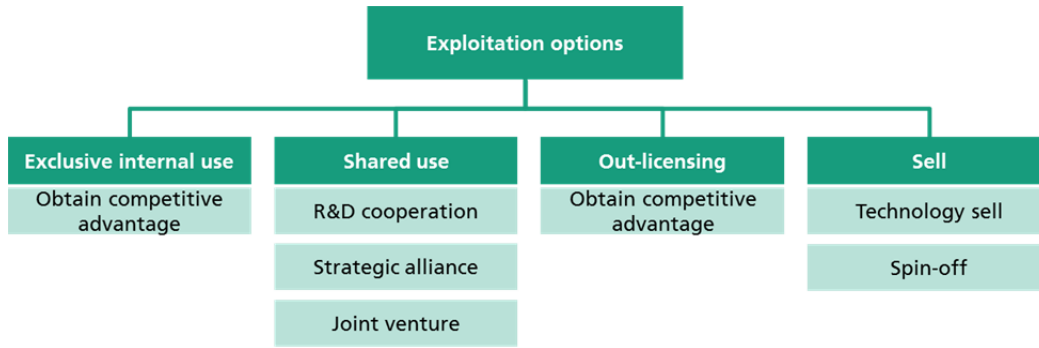 Exploitation options
Exclusive internal use
Obtain competitive
advantage
Shared use
R&D cooperation
Strategic alliance
Joint venture
Out-licensing
Obtain competitive
advantage
Sell
Technology sell
Spin-off